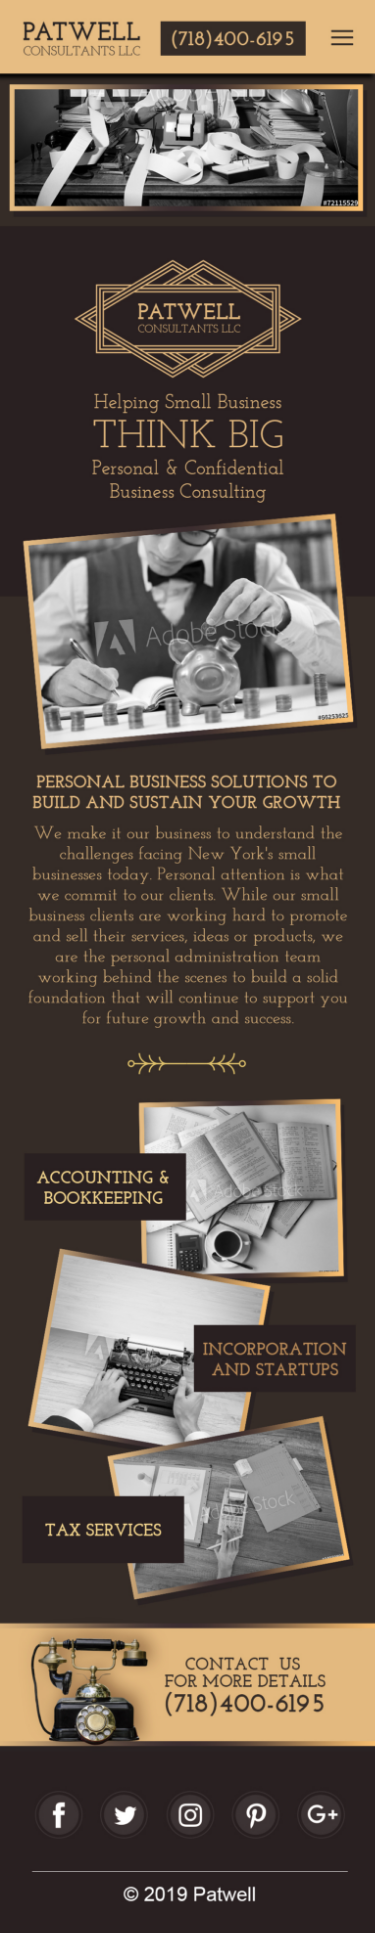 PATWELL
CONSULTANTS LLC
(718)400-6195
#72115529
PATWELL
CONSULTANTS LLC
Helping Small Business
THINK BIG
Personal & Confidential
Business Consulting
Adobe Stock
#56253625
PERSONAL BUSINESS SOLUTIONS TO
BUILD AND SUSTAIN YOUR GROWTH
We make it our business to understand the
challenges facing New York's small
businesses today. Personal attention is what
we commit to our clients. While our small
business clients are working hard to promote
and sell their services, ideas or products, we
are the personal administration team
working behind the scenes to build a solid
foundation that will continue to support you
for future growth and success.
ACCOUNTING &
BOOKKEEPING
INCORPORATION
AND STARTUPS
Stock
TAX SERVICES
CONTACT US
FOR MORE DETAILS
(718)400-6195
G+
© 2019 Patwell